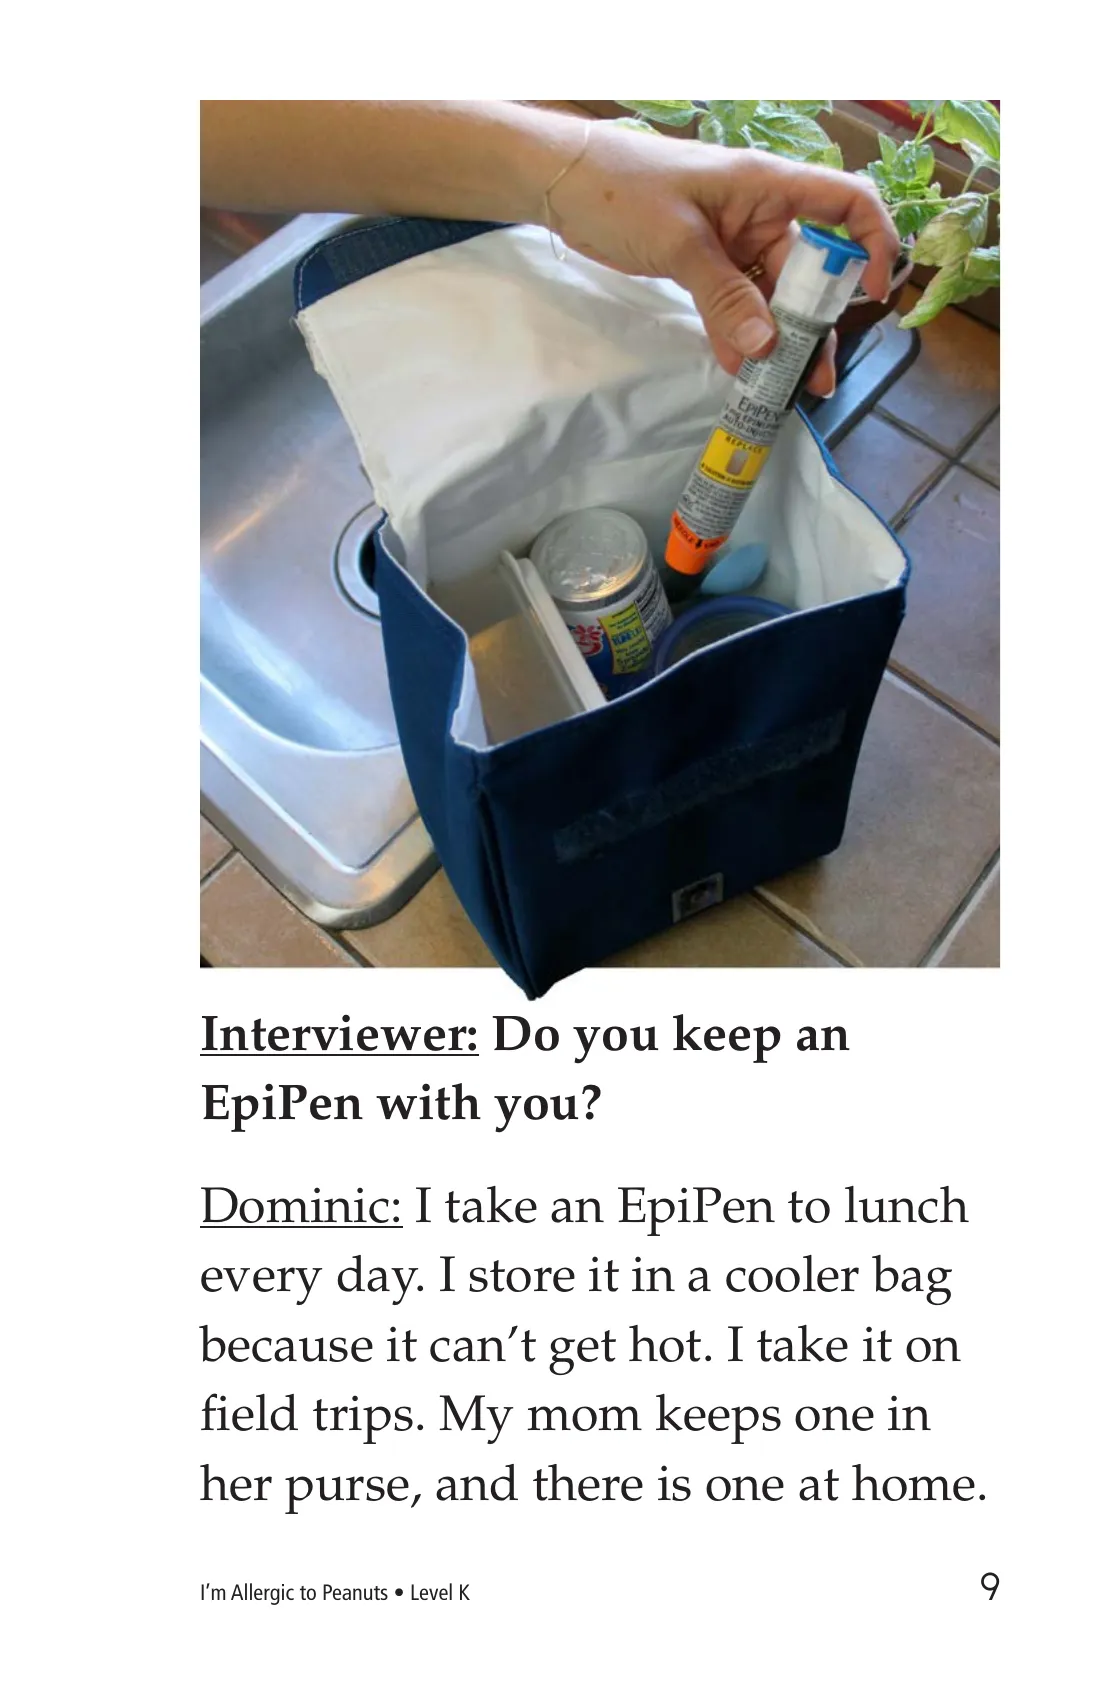 EPIPEN
REPLACE
Interviewer: Do you keep an
EpiPen with you?
Dominic: I take an EpiPen to lunch
every day. I store it in a cooler bag
because it can’t get hot. I take it on
field trips. My mom keeps one in
her purse, and there is one at home.
I’m Allergic to Peanuts • Level K
9